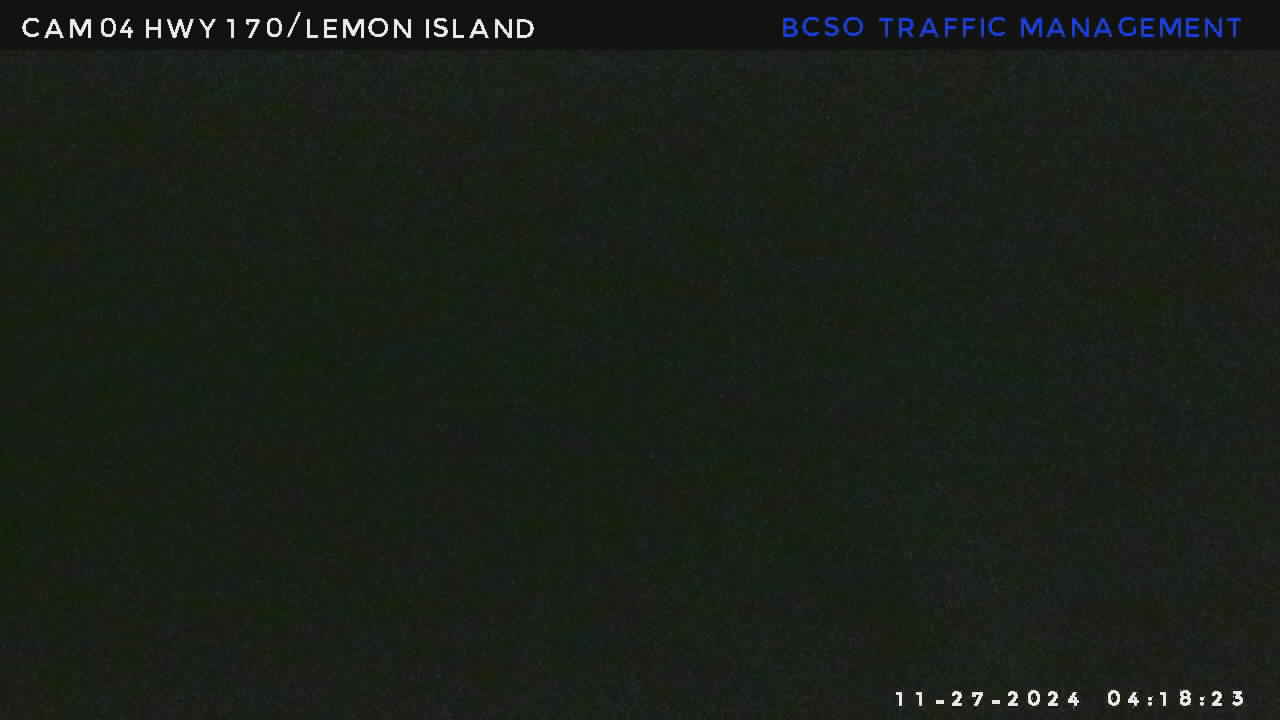 CAM 04 HWY 170/LEMON ISLAND
BCSO TRAFFIC MANAGEMENT
11-27-2024 04:18:23